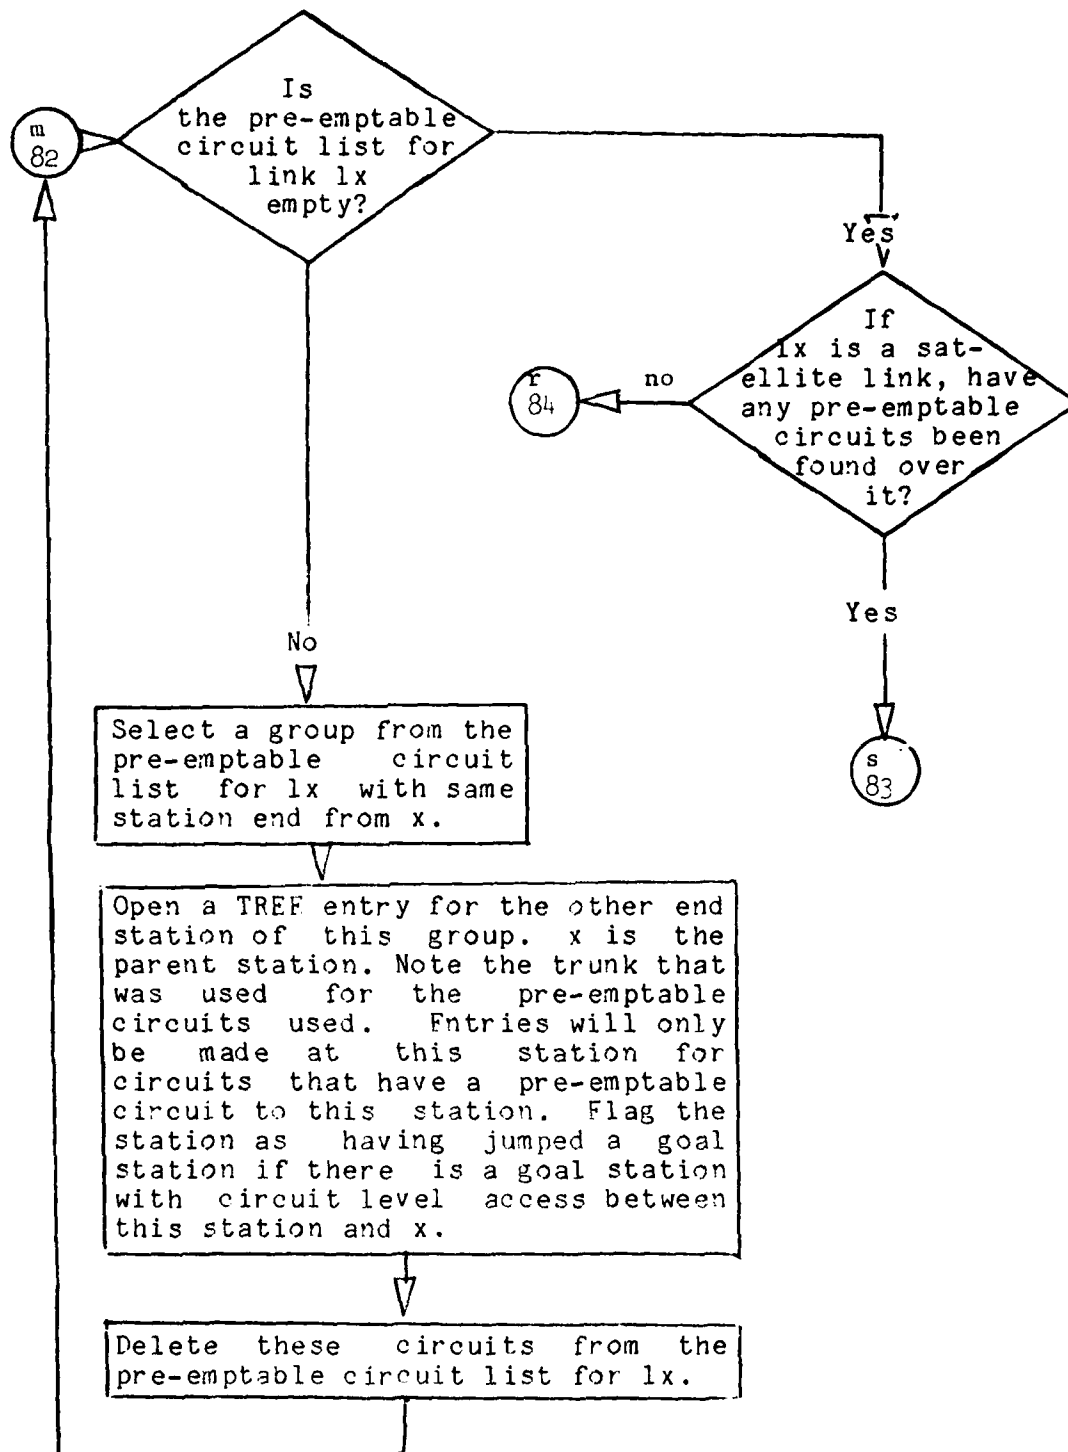 Is
the pre-emptable
circuit list for
link lx
empty?
m
82
Yes
If
lx is a sat-
ellite link, have
any pre-emptable
circuits been
found over
it?
no
r
84
Yes
s
83
No
Select a group from the
pre-emptable circuit
list for lx with same
station end from x.
Open a TREE entry for the other end
station of this group. x is the
parent station. Note the trunk that
was used for the pre-emptable
circuits used. Entries will only
be made at this station for
circuits that have a pre-emptable
circuit to this station. Flag the
station as having jumped a goal
station if there is a goal station
with circuit level access between
this station and x.
Delete these circuits from the
pre-emptable circuit list for lx.